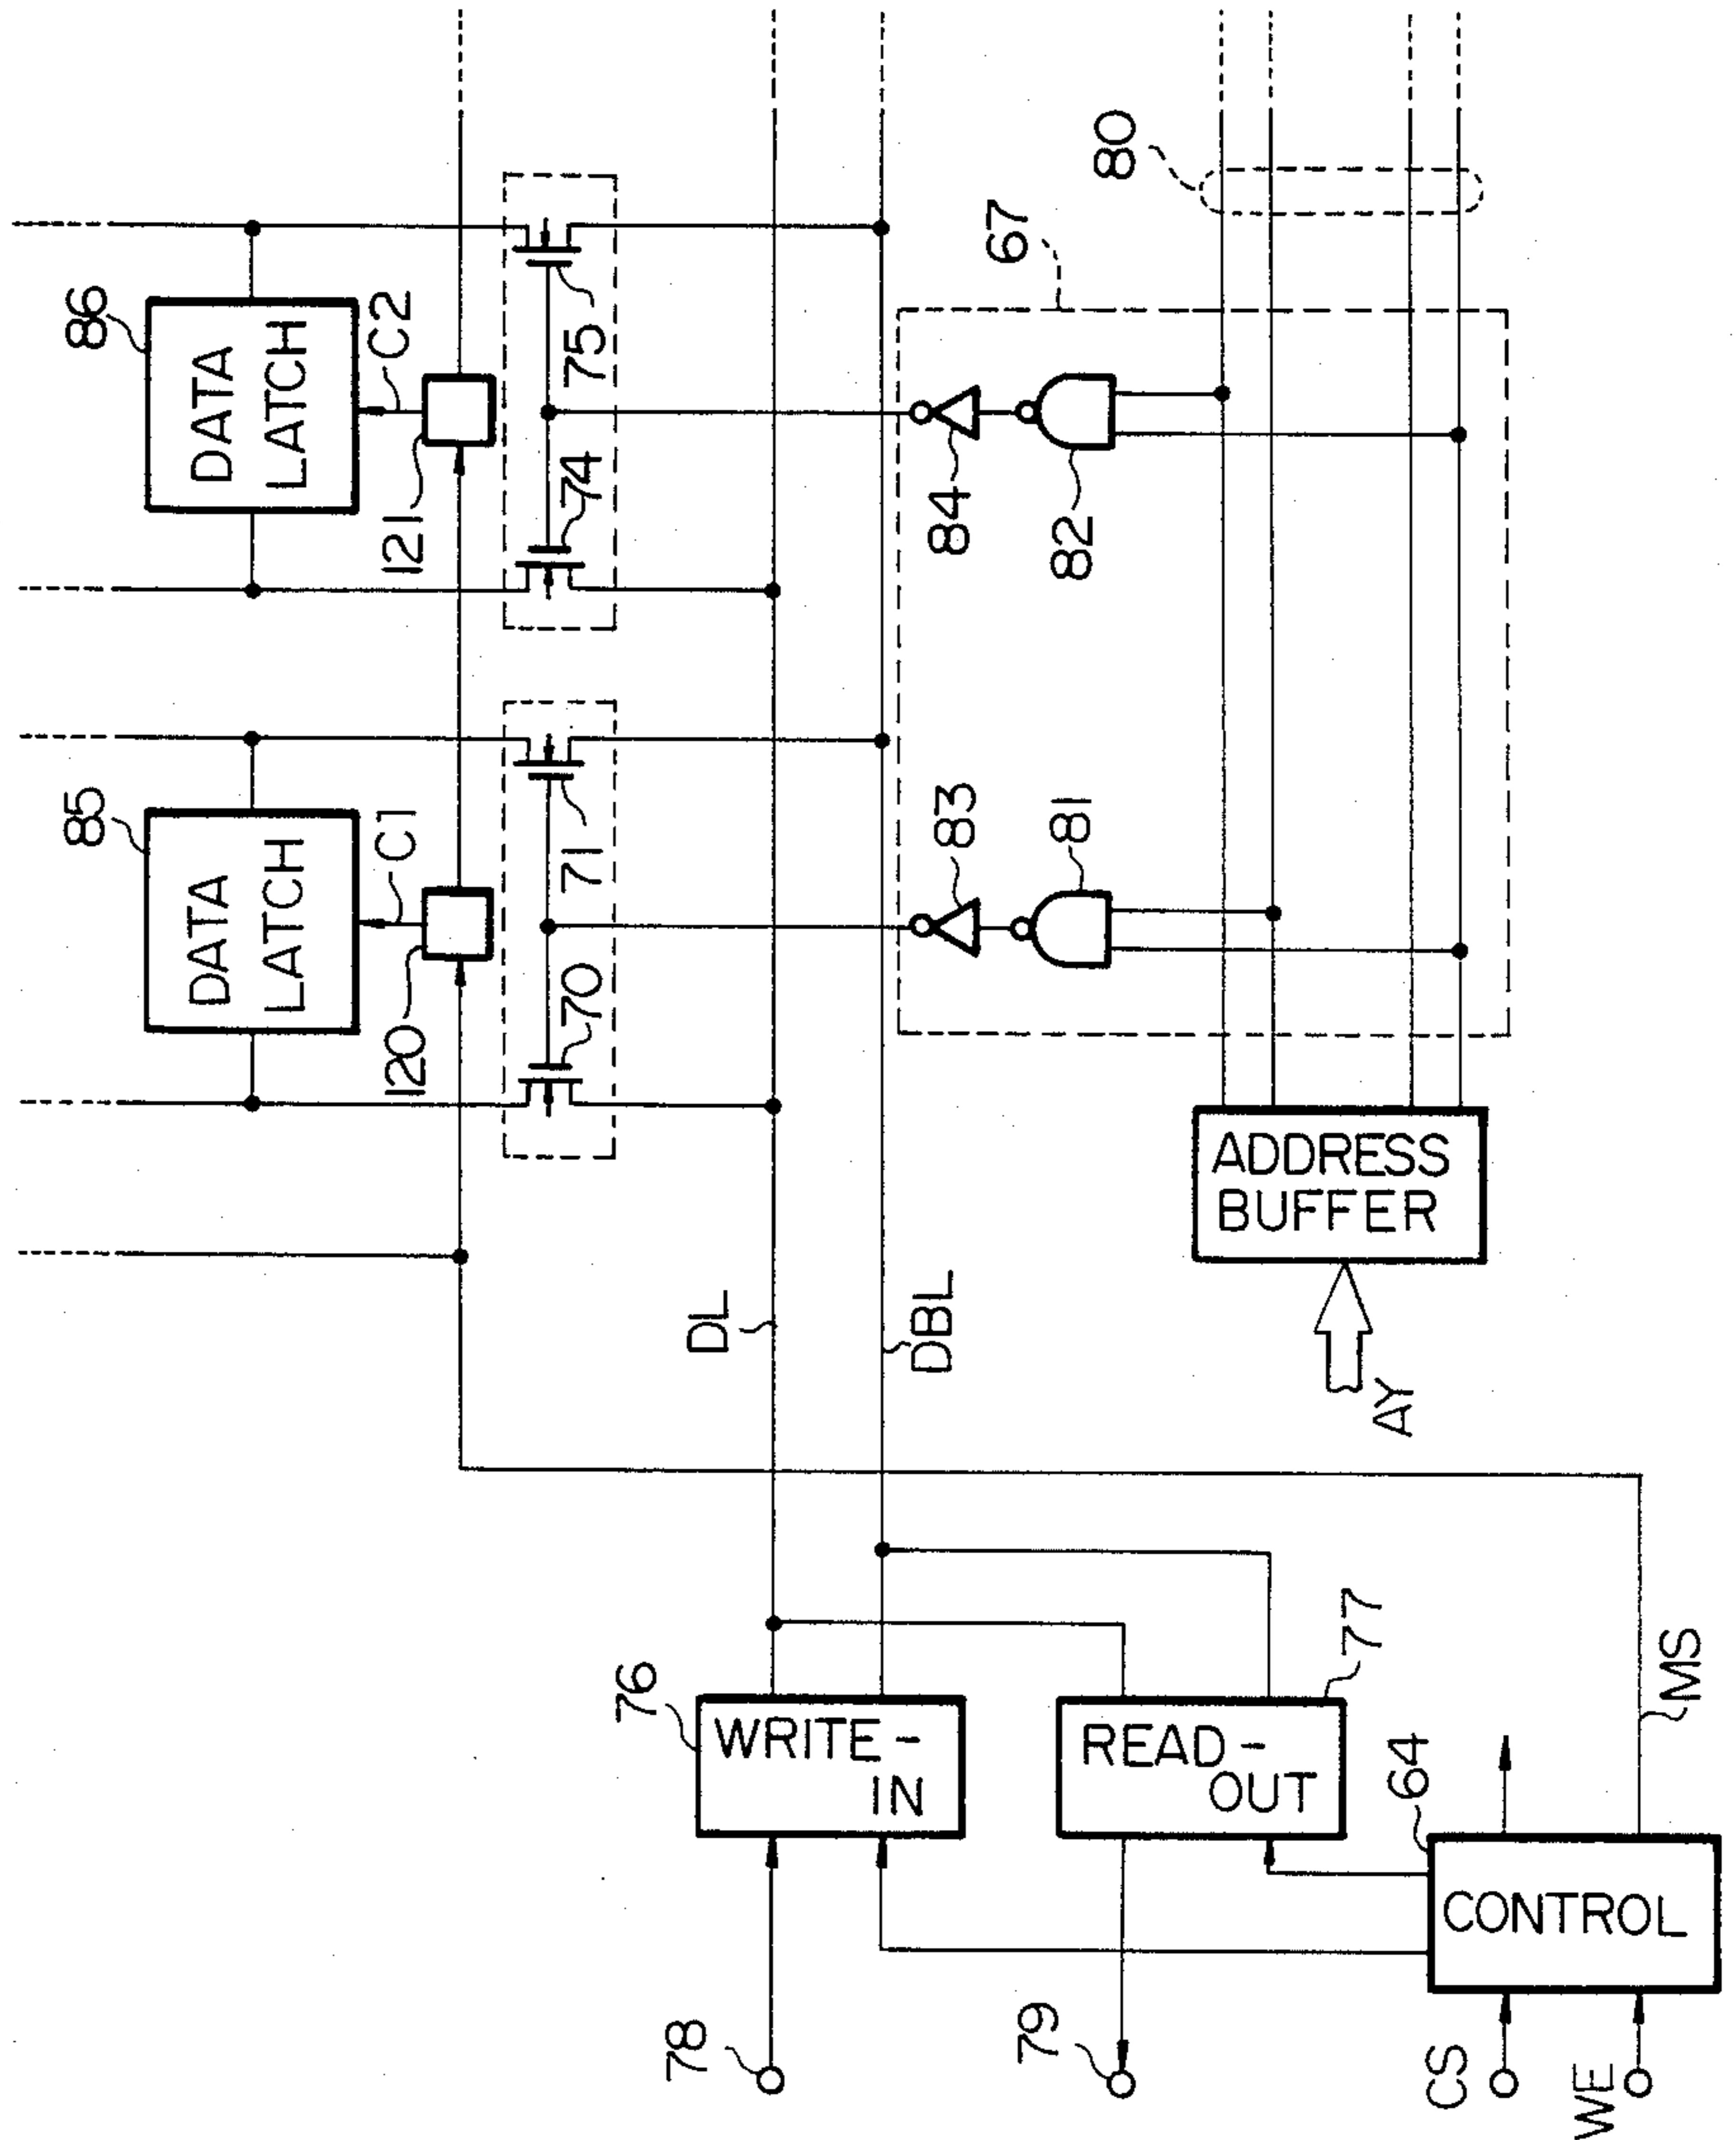 85
DATA
LATCH
C1
120
86
DATA
LATCH
C2
121
70
71
74
75
DL
DBL
76
WRITE-
IN
78
83
81
84
82
67
80
READ-
OUT
77
79
AY
ADDRESS
BUFFER
64
CONTROL
CS
WE
MS